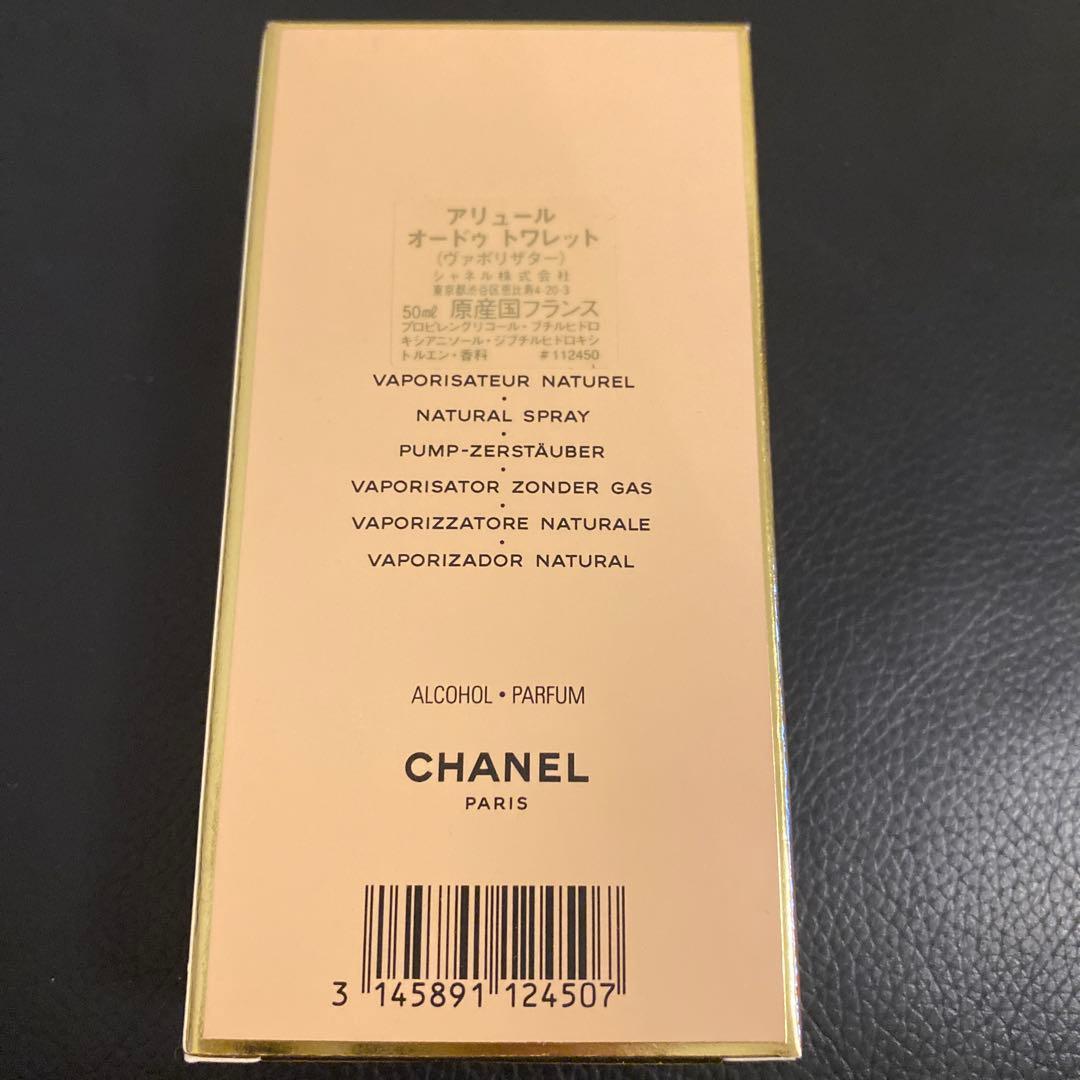 アリュール
オードゥ トワレット
(ヴァポリザター)
シャネル株式会社
東京都渋谷区恵比寿4-20-3
50㎖ 原産国フランス
プロピレングリコール・ブチルヒドロ
キシアニソール・ジブチルヒドロキシ
トルエン・香料 #112450
VAPORISATEUR NATUREL
•
NATURAL SPRAY
•
PUMP-ZERSTÄUBER
•
VAPORISATOR ZONDER GAS
•
VAPORIZZATORE NATURALE
•
VAPORIZADOR NATURAL
ALCOHOL • PARFUM
CHANEL
PARIS
3 145891 124507